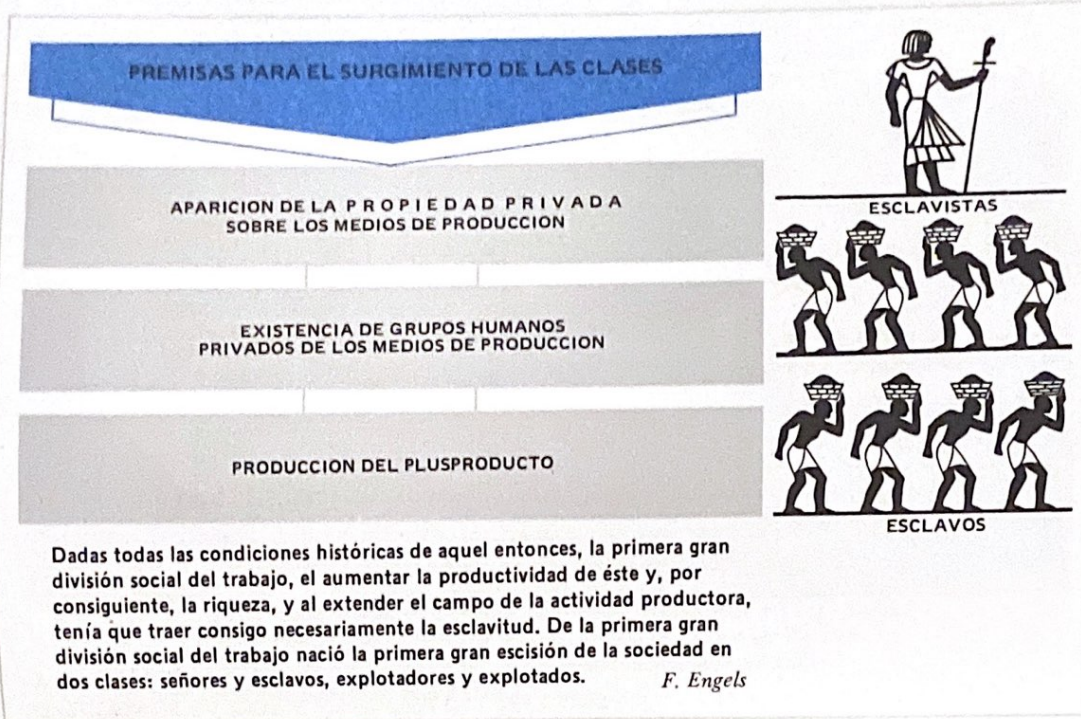 PREMISAS PARA EL SURGIMIENTO DE LAS CLASES
APARICION DE LA PROPIEDAD PRIVADA
SOBRE LOS MEDIOS DE PRODUCCION
EXISTENCIA DE GRUPOS HUMANOS
PRIVADOS DE LOS MEDIOS DE PRODUCCION
PRODUCCION DEL PLUSPRODUCTO
ESCLAVISTAS
ESCLAVOS
Dadas todas las condiciones históricas de aquel entonces, la primera gran
división social del trabajo, el aumentar la productividad de éste y, por
consiguiente, la riqueza, y al extender el campo de la actividad productora,
tenía que traer consigo necesariamente la esclavitud. De la primera gran
división social del trabajo nació la primera gran escisión de la sociedad en
dos clases: señores y esclavos, explotadores y explotados.
F. Engels